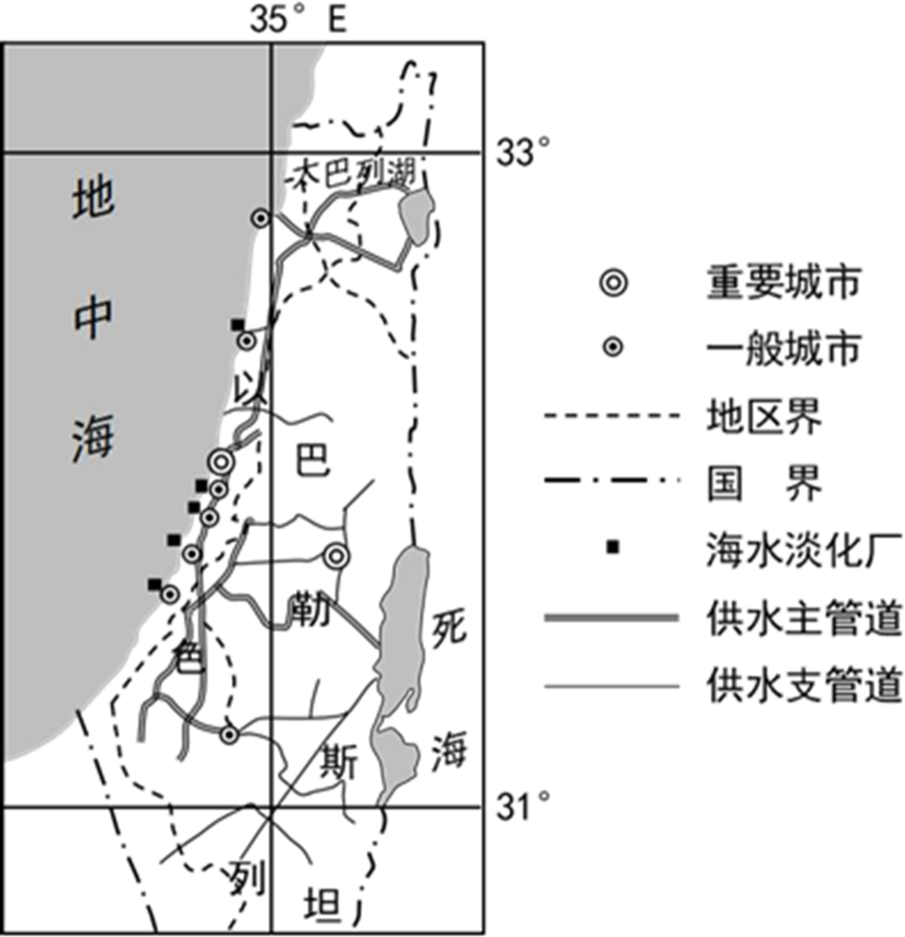 35° E
33°
太巴列湖
地中海
以色列
巴勒斯坦
死海
31°
重要城市
一般城市
地区界
国 界
海水淡化厂
供水主管道
供水支管道